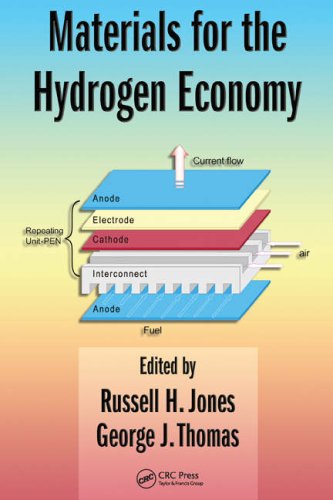 Materials for the
Hydrogen Economy
Current flow
Anode
Electrode
Repeating
Unit-PEN
Cathode
air
Interconnect
Anode
Fuel
Edited by
Russell H. Jones
George J. Thomas
CRC Press
Taylor & Francis Group